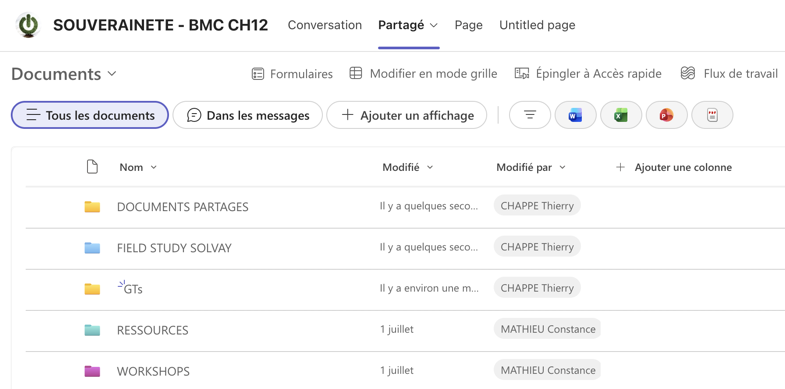 SOUVERAINETE - BMC CH12 Conversation Partagé Page Untitled page
Documents Formulaires Modifier en mode grille Épingler à Accès rapide Flux de travail
Tous les documents Dans les messages Ajouter un affichage
Nom Modifié Modifié par Ajouter une colonne
DOCUMENTS PARTAGES Il y a quelques seco... CHAPPE Thierry
FIELD STUDY SOLVAY Il y a quelques seco... CHAPPE Thierry
GTs Il y a environ une m... CHAPPE Thierry
RESSOURCES 1 juillet MATHIEU Constance
WORKSHOPS 1 juillet MATHIEU Constance